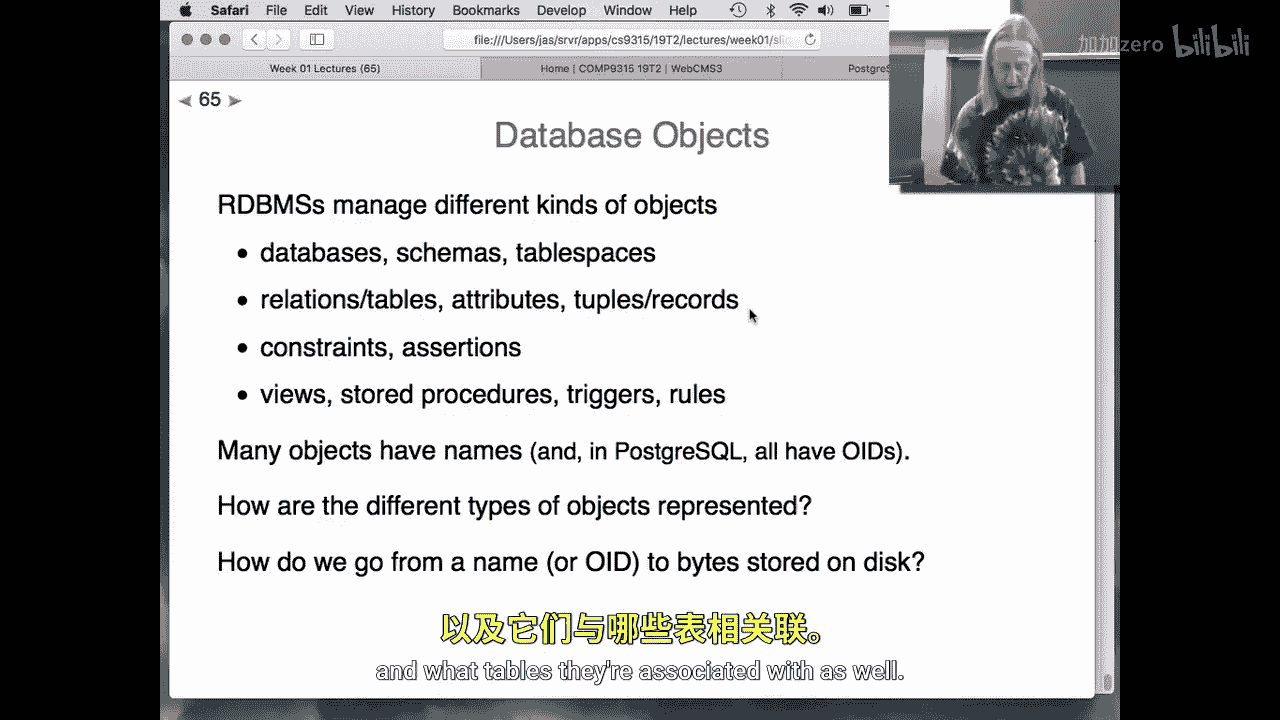 Safari File Edit View History Bookmarks Develop Window Help
加加zero bilibili
file:///Users/jas/srvr/apps/cs9315/19T2/lectures/week01/slid
Week 01 Lectures (65)
Home | COMP9315 19T2 | WebCMS3
PostgreS
65
Database Objects
RDBMSs manage different kinds of objects
• databases, schemas, tablespaces
• relations/tables, attributes, tuples/records
• constraints, assertions
• views, stored procedures, triggers, rules
Many objects have names (and, in PostgreSQL, all have OIDs).
How are the different types of objects represented?
How do we go from a name (or OID) to bytes stored on disk?
以及它们与哪些表相关联。
and what tables they're associated with as well.